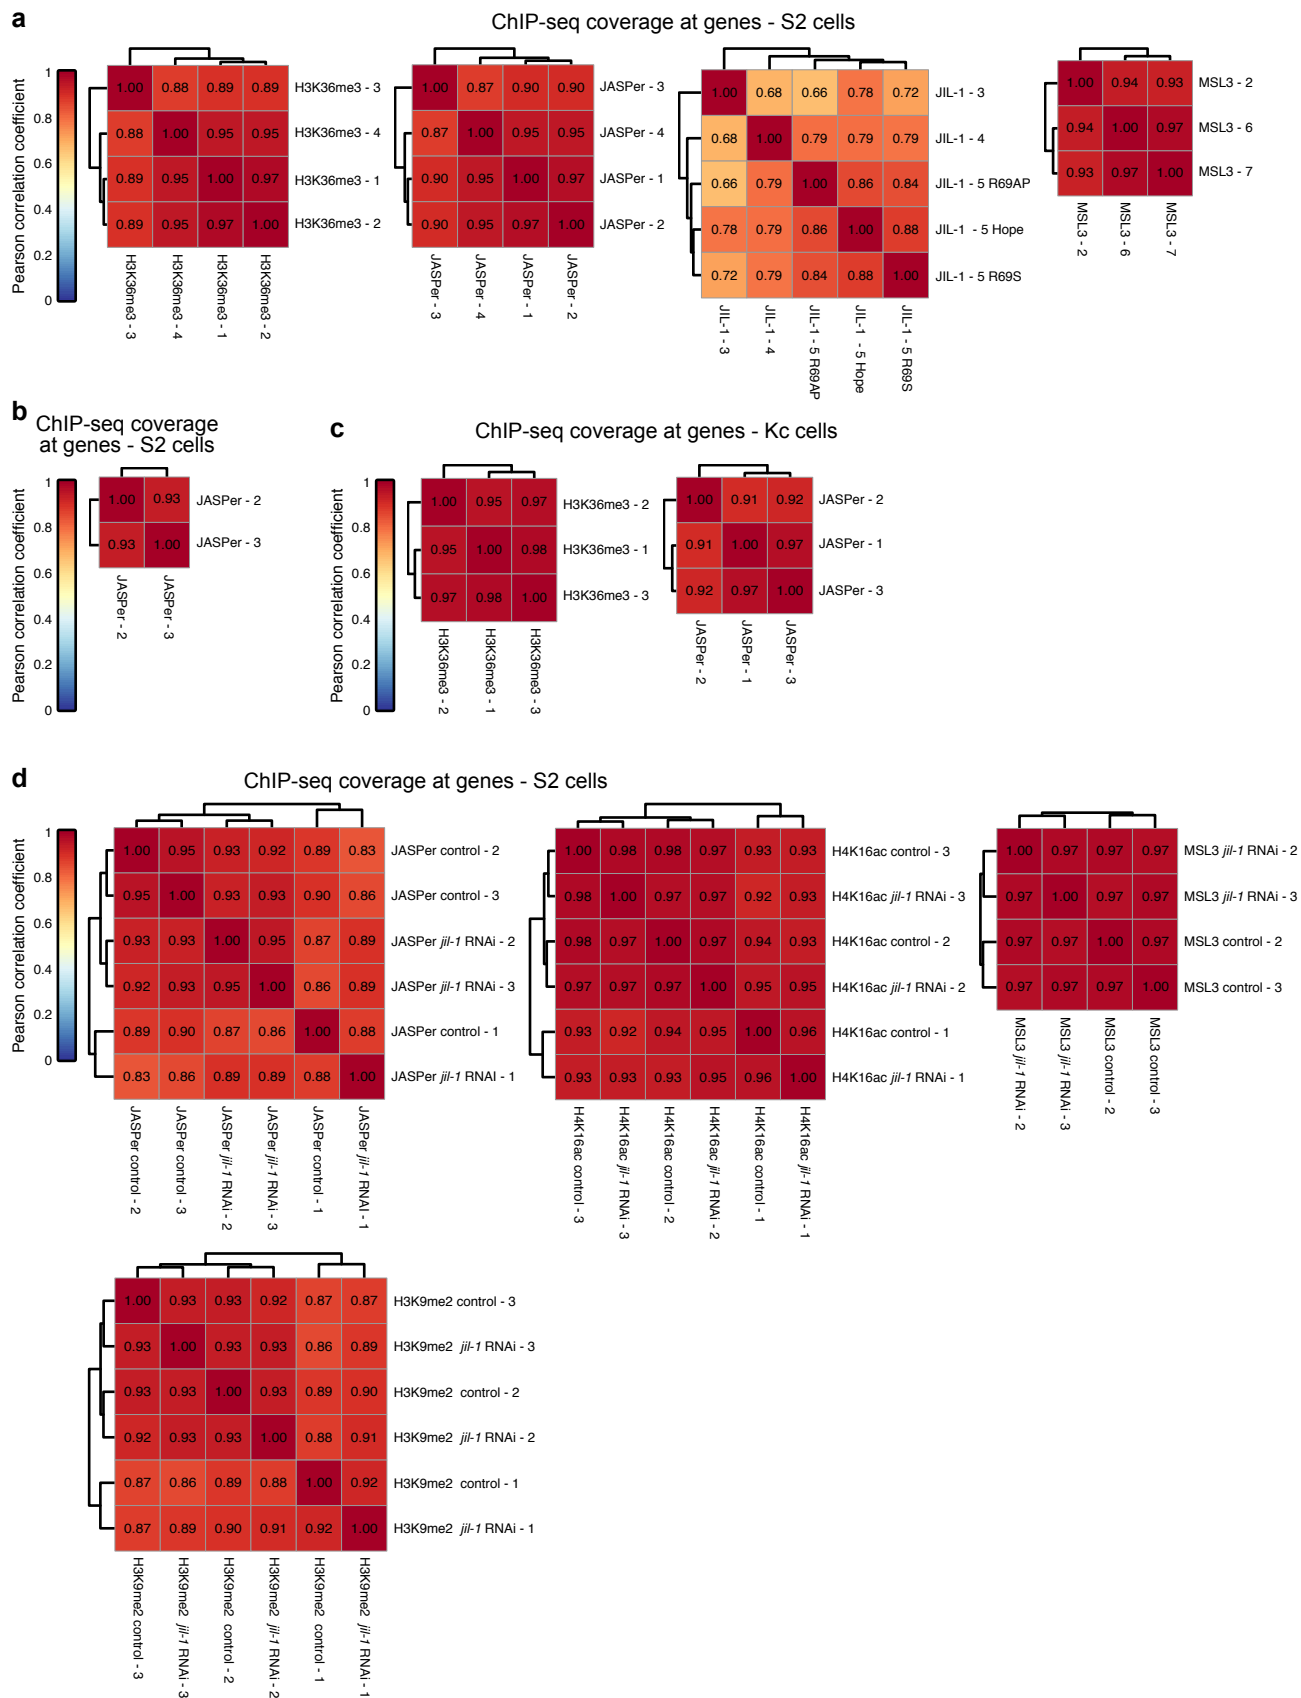 a
ChIP-seq coverage at genes - S2 cells
Pearson correlation coefficient
1
0.8
0.6
0.4
0.2
0
1.00 0.88 0.89 0.89 H3K36me3 - 3
0.88 1.00 0.95 0.95 H3K36me3 - 4
0.89 0.95 1.00 0.97 H3K36me3 - 1
0.89 0.95 0.97 1.00 H3K36me3 - 2
H3K36me3 - 3
H3K36me3 - 4
H3K36me3 - 1
H3K36me3 - 2
1.00 0.87 0.90 0.90 JASPer - 3
0.87 1.00 0.95 0.95 JASPer - 4
0.90 0.95 1.00 0.97 JASPer - 1
0.90 0.95 0.97 1.00 JASPer - 2
JASPer - 3
JASPer - 4
JASPer - 1
JASPer - 2
1.00 0.68 0.66 0.78 0.72 JIL-1 - 3
0.68 1.00 0.79 0.79 0.79 JIL-1 - 4
0.66 0.79 1.00 0.86 0.84 JIL-1 - 5 R69AP
0.78 0.79 0.86 1.00 0.88 JIL-1 - 5 Hope
0.72 0.79 0.84 0.88 1.00 JIL-1 - 5 R69S
JIL-1 - 3
JIL-1 - 4
JIL-1 - 5 R69AP
JIL-1 - 5 Hope
JIL-1 - 5 R69S
1.00 0.94 0.93 MSL3 - 2
0.94 1.00 0.97 MSL3 - 6
0.93 0.97 1.00 MSL3 - 7
MSL3 - 2
MSL3 - 6
MSL3 - 7
b
ChIP-seq coverage
at genes - S2 cells
Pearson correlation coefficient
1
0.8
0.6
0.4
0.2
0
1.00 0.93 JASPer - 2
0.93 1.00 JASPer - 3
JASPer - 2
JASPer - 3
c
ChIP-seq coverage at genes - Kc cells
Pearson correlation coefficient
1
0.8
0.6
0.4
0.2
0
1.00 0.95 0.97 H3K36me3 - 2
0.95 1.00 0.98 H3K36me3 - 1
0.97 0.98 1.00 H3K36me3 - 3
H3K36me3 - 2
H3K36me3 - 1
H3K36me3 - 3
1.00 0.91 0.92 JASPer - 2
0.91 1.00 0.97 JASPer - 1
0.92 0.97 1.00 JASPer - 3
JASPer - 2
JASPer - 1
JASPer - 3
d
ChIP-seq coverage at genes - S2 cells
Pearson correlation coefficient
1
0.8
0.6
0.4
0.2
0
1.00 0.95 0.93 0.92 0.89 0.83 JASPer control - 2
0.95 1.00 0.93 0.93 0.90 0.86 JASPer control - 3
0.93 0.93 1.00 0.95 0.87 0.89 JASPer jil-1 RNAi - 2
0.92 0.93 0.95 1.00 0.86 0.89 JASPer jil-1 RNAi - 3
0.89 0.90 0.87 0.86 1.00 0.88 JASPer control - 1
0.83 0.86 0.89 0.89 0.88 1.00 JASPer jil-1 RNAI - 1
JASPer control - 2
JASPer control - 3
JASPer jil-1 RNAi - 2
JASPer jil-1 RNAi - 3
JASPer control - 1
JASPer jil-1 RNAI - 1
1.00 0.98 0.98 0.97 0.93 0.93 H4K16ac control - 3
0.98 1.00 0.97 0.97 0.92 0.93 H4K16ac jil-1 RNAi - 3
0.98 0.97 1.00 0.97 0.94 0.93 H4K16ac control - 2
0.97 0.97 0.97 1.00 0.95 0.95 H4K16ac jil-1 RNAi - 2
0.93 0.92 0.94 0.95 1.00 0.96 H4K16ac control - 1
0.93 0.93 0.93 0.95 0.96 1.00 H4K16ac jil-1 RNAi - 1
H4K16ac control - 3
H4K16ac jil-1 RNAi - 3
H4K16ac control - 2
H4K16ac jil-1 RNAi - 2
H4K16ac control - 1
H4K16ac jil-1 RNAi - 1
1.00 0.97 0.97 0.97 MSL3 jil-1 RNAi - 2
0.97 1.00 0.97 0.97 MSL3 jil-1 RNAi - 3
0.97 0.97 1.00 0.97 MSL3 control - 2
0.97 0.97 0.97 1.00 MSL3 control - 3
MSL3 jil-1 RNAi - 2
MSL3 jil-1 RNAi - 3
MSL3 control - 2
MSL3 control - 3
1.00 0.93 0.93 0.92 0.87 0.87 H3K9me2 control - 3
0.93 1.00 0.93 0.93 0.86 0.89 H3K9me2 jil-1 RNAi - 3
0.93 0.93 1.00 0.93 0.89 0.90 H3K9me2 control - 2
0.92 0.93 0.93 1.00 0.88 0.91 H3K9me2 jil-1 RNAi - 2
0.87 0.86 0.89 0.88 1.00 0.92 H3K9me2 control - 1
0.87 0.89 0.90 0.91 0.92 1.00 H3K9me2 jil-1 RNAi - 1
H3K9me2 control - 3
H3K9me2 jil-1 RNAi - 3
H3K9me2 control - 2
H3K9me2 jil-1 RNAi - 2
H3K9me2 control - 1
H3K9me2 jil-1 RNAi - 1